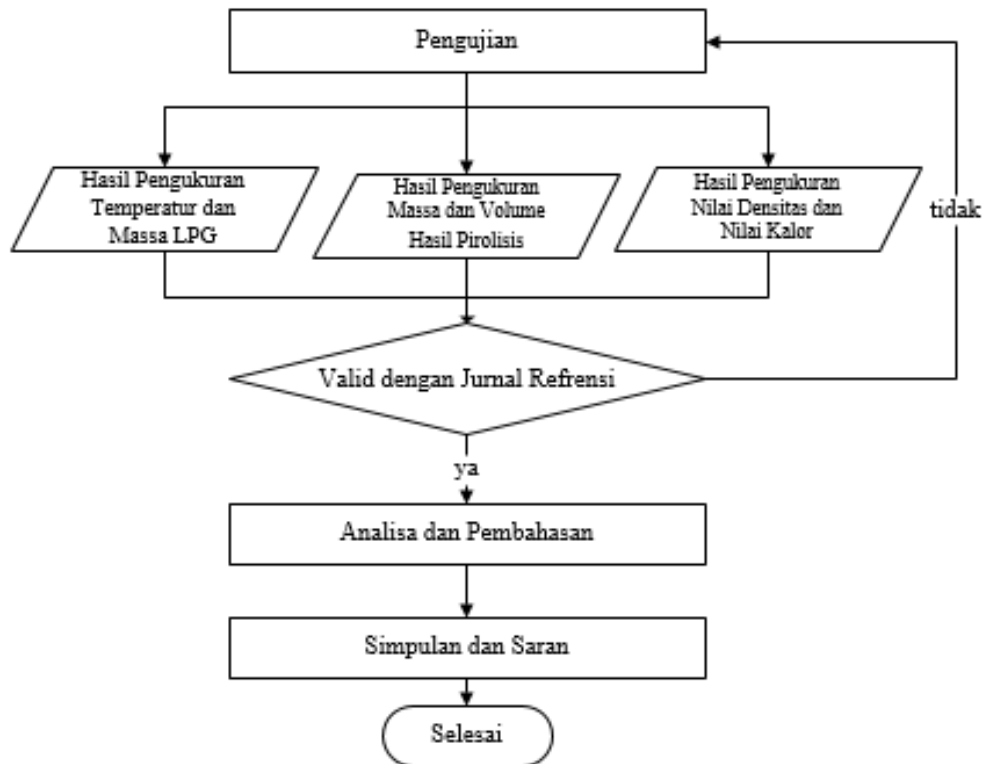 Pengujian
Hasil Pengukuran
Temperatur dan
Massa LPG
Hasil Pengukuran
Massa dan Volume
Hasil Pirolisis
Hasil Pengukuran
Nilai Densitas dan
Nilai Kalor
tidak
Valid dengan Jurnal Refrensi
ya
Analisa dan Pembahasan
Simpulan dan Saran
Selesai